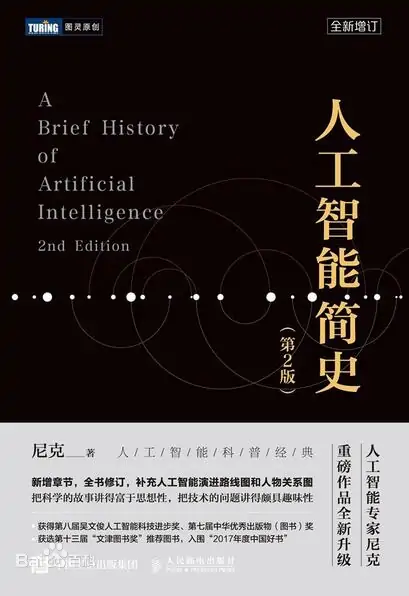 TURING 图灵原创
全新增订
A
Brief History
of
Artificial
Intelligence
2nd Edition
人工智能简史
(第2版)
尼克 著
人/工/智/能/科/普/经/典
新增章节，全书修订，补充人工智能演进路线图和人物关系图
把科学的故事讲得富于思想性，把技术的问题讲得颇具趣味性
• 获得第八届吴文俊人工智能科技进步奖、第七届中华优秀出版物（图书）奖
• 获选第十三届“文津图书奖”推荐图书，入围“2017年度中国好书”
人工智能专家尼克
重磅作品全新升级
Bai 百科
出版集团
人民邮电出版社